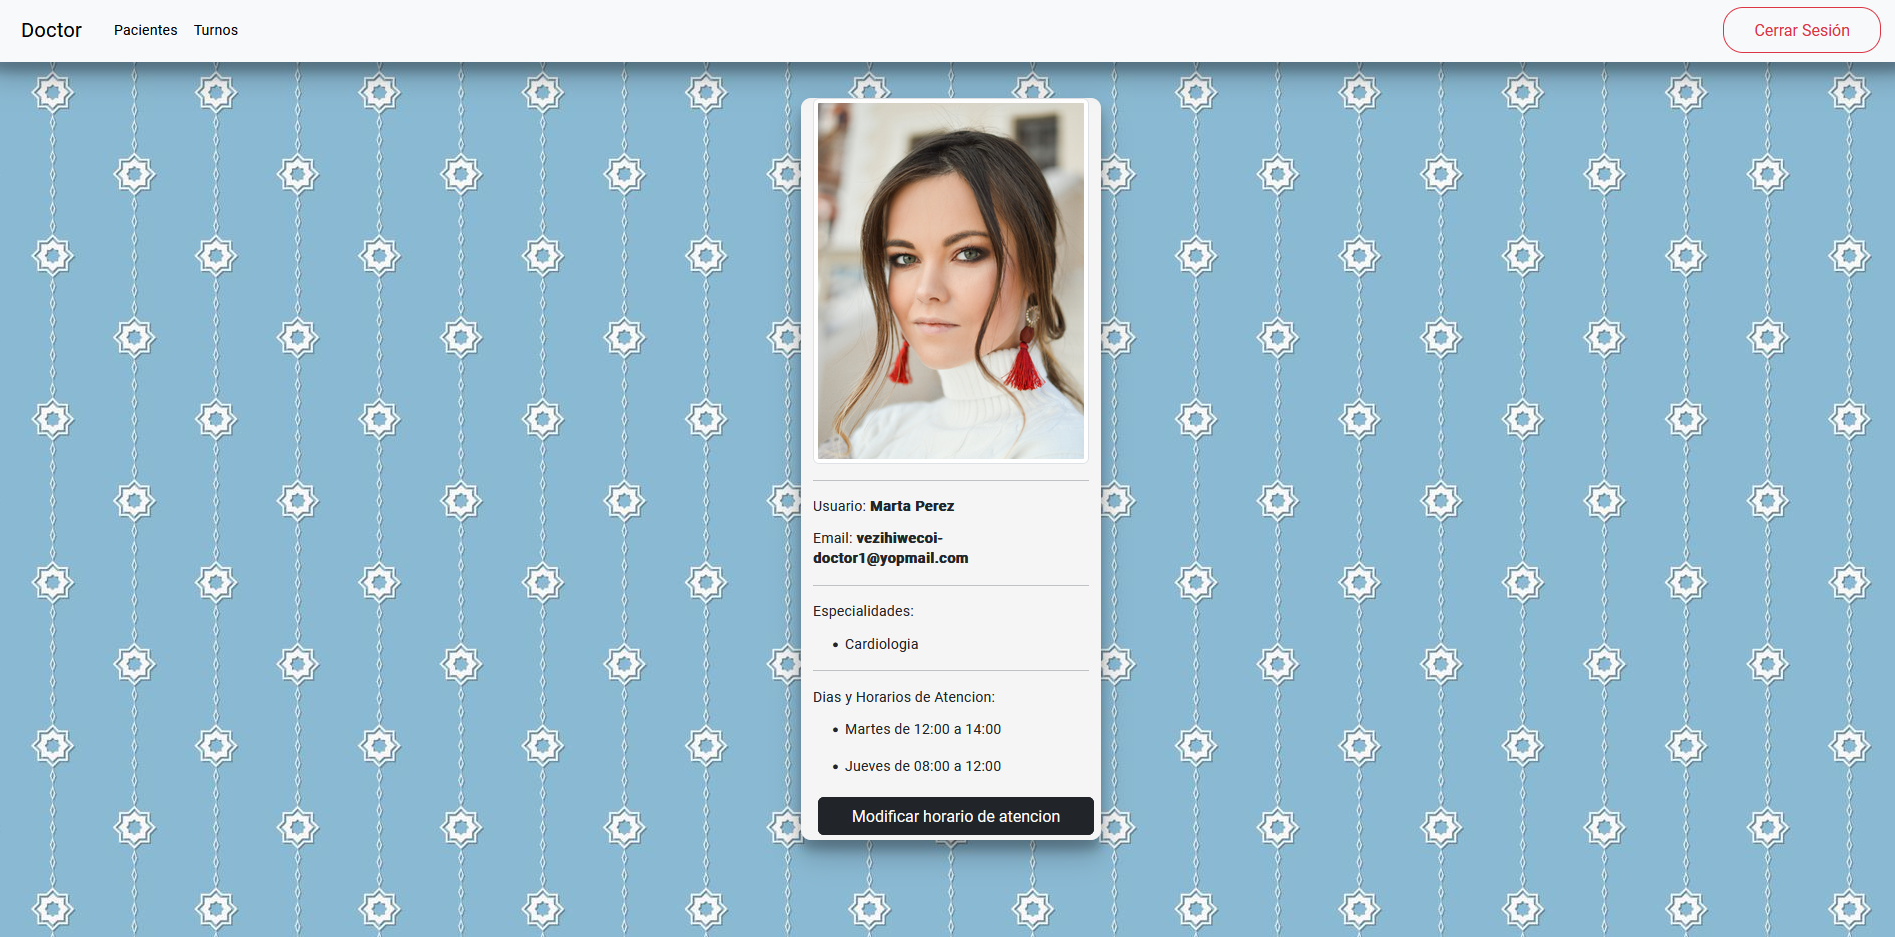 Doctor Pacientes Turnos Cerrar Sesión
Usuario: Marta Perez
Email: vezihiwecoi-
doctor1@yopmail.com
Especialidades:
• Cardiologia
Dias y Horarios de Atencion:
• Martes de 12:00 a 14:00
• Jueves de 08:00 a 12:00
Modificar horario de atencion